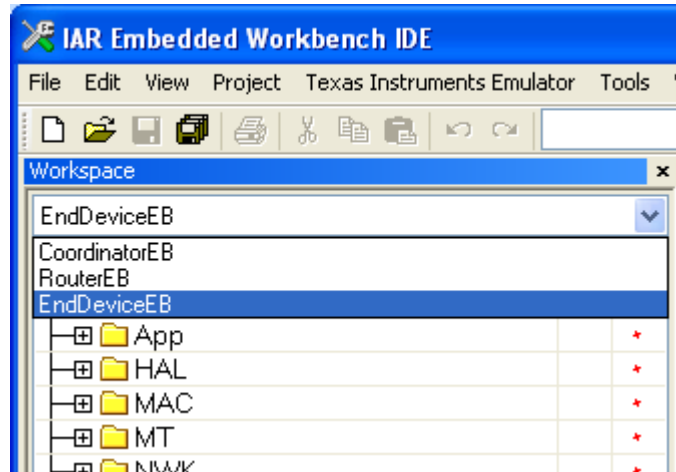 IAR Embedded Workbench IDE
File Edit View Project Texas Instruments Emulator Tools
Workspace
EndDeviceEB
CoordinatorEB
RouterEB
EndDeviceEB
App
HAL
MAC
MT
NWK